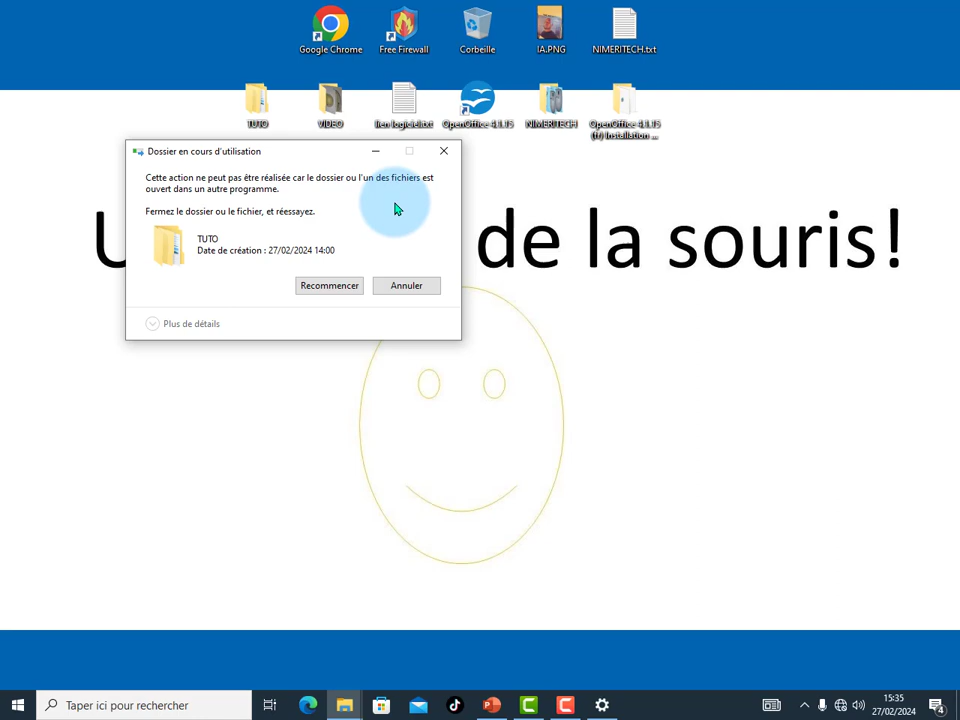 Google Chrome
Free Firewall
Corbeille
IA.PNG
NIMERITECH.txt
TUTO
VIDEO
lien logiciel.txt
OpenOffice 4.1.15
NIMERITECH
OpenOffice 4.1.15
(fr) Installation ...
Dossier en cours d'utilisation
Cette action ne peut pas être réalisée car le dossier ou l'un des fichiers est
ouvert dans un autre programme.
Fermez le dossier ou le fichier, et réessayez.
TUTO
Date de création : 27/02/2024 14:00
Recommencer
Annuler
Plus de détails
de la souris!
Taper ici pour rechercher
15:35
27/02/2024
4